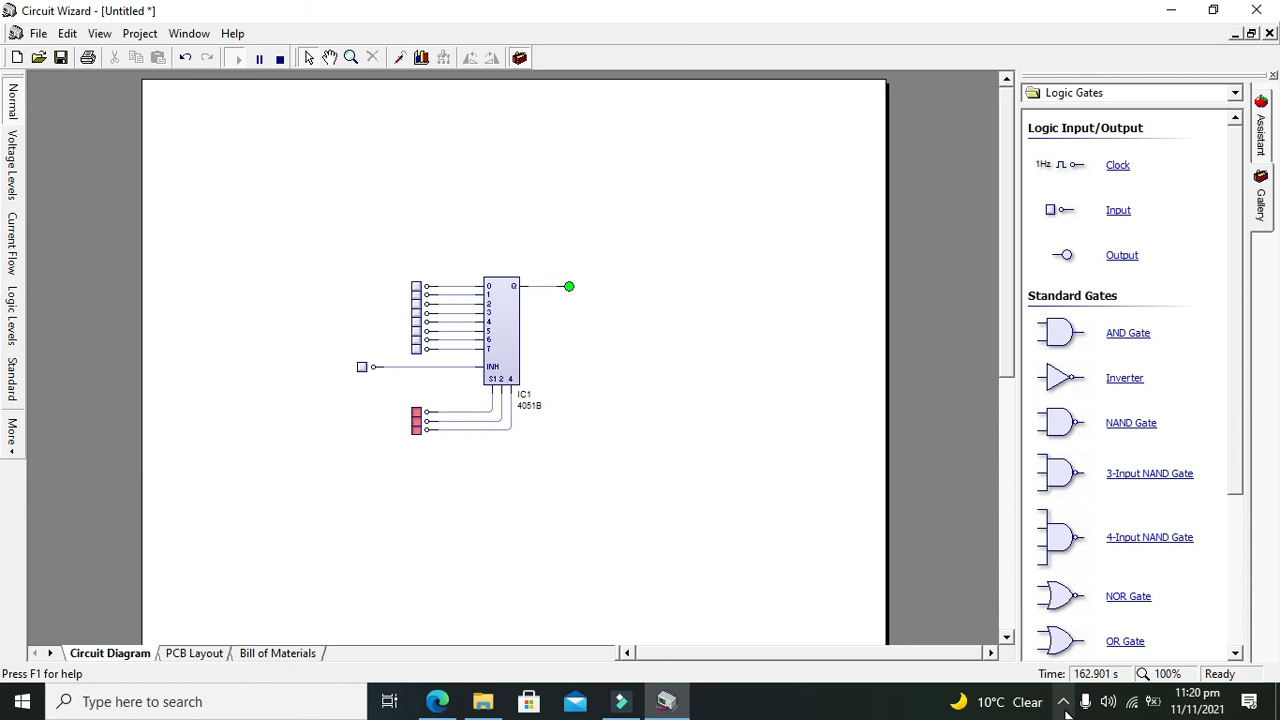 Circuit Wizard - [Untitled *]
File Edit View Project Window Help
Normal
Voltage Levels
Current Flow
Logic Levels
Standard
More
0 Q
1
2
3
4
5
6
7
INH
S1 2 4
IC1
4051B
Logic Gates
Logic Input/Output
1Hz Clock
Input
Output
Standard Gates
AND Gate
Inverter
NAND Gate
3-Input NAND Gate
4-Input NAND Gate
NOR Gate
OR Gate
Assistant
Gallery
Circuit Diagram PCB Layout Bill of Materials
Press F1 for help Time: 162.901 s 100% Ready
Type here to search 10°C Clear 11:20 pm
11/11/2021